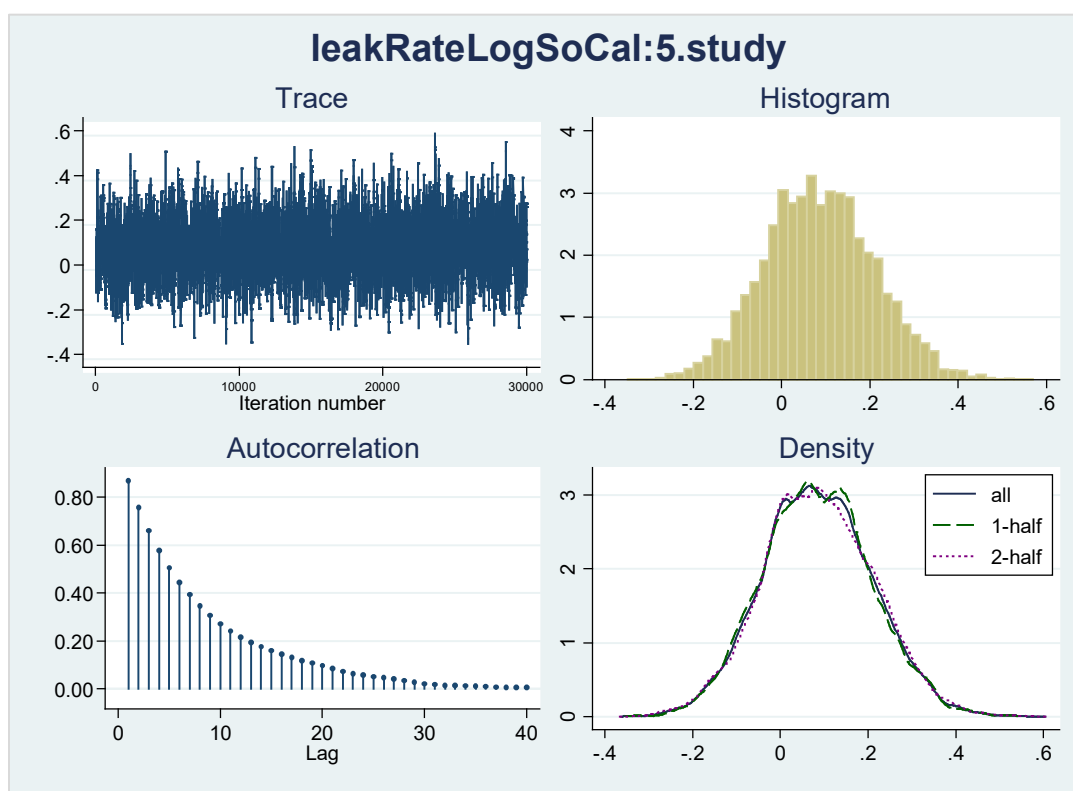 leakRateLogSoCal:5.study
Trace
.6
.4
.2
0
-.2
-.4
0 10000 20000 30000
Iteration number
Histogram
4
3
2
1
0
-.4 -.2 0 .2 .4 .6
Autocorrelation
0.80
0.60
0.40
0.20
0.00
0 10 20 30 40
Lag
Density
3
2
1
0
-.4 -.2 0 .2 .4 .6
all
1-half
2-half